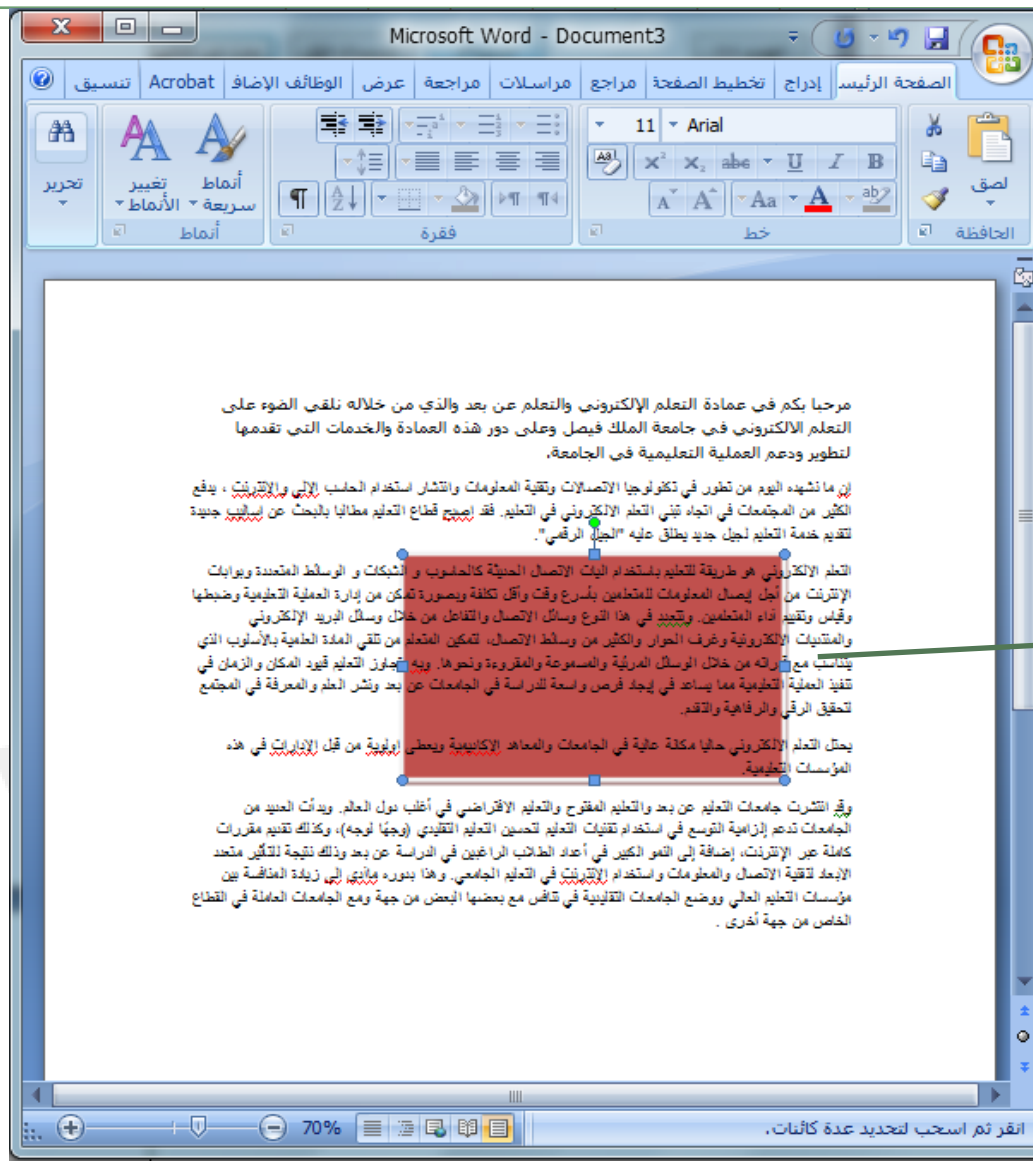 Microsoft Word - Document3
الصفحة الرئيس إدراج تخطيط الصفحة مراجع مراسلات مراجعة عرض الوظائف الإضاف Acrobat تنسيق
Arial 11
لصق
أنماط سريعة
تغيير الأنماط
تحرير
الحافظة خط فقرة أنماط
مرحبا بكم في عمادة التعلم الإلكتروني والتعلم عن بعد والذي من خلاله نلقي الضوء على
التعلم الالكتروني في جامعة الملك فيصل وعلى دور هذه العمادة والخدمات التي تقدمها
لتطوير ودعم العملية التعليمية في الجامعة.
إن ما نشهده اليوم من تطور في تكنولوجيا الاتصالات وتقنية المعلومات وانتشار استخدام الحاسب الالي والانترنت ، يدفع
الكثير من المجتمعات في اتجاه تبني التعلم الالكتروني في التعليم. فقد اصبح قطاع التعليم مطالبا بالبحث عن اساليب جديدة
لتقديم خدمة التعليم لجيل جديد يطلق عليه "الجيل الرقمي".
التعلم الالكتروني هو طريقة للتعليم باستخدام اليات الاتصال الحديثة كالحاسوب و الشبكات و الوسائط المتعددة وبوابات
الإنترنت من أجل إيصال المعلومات للمتعلمين بأسرع وقت وأقل تكلفة وبصورة تمكن من إدارة العملية التعليمية وضبطها
وقياس وتقييم أداء المتعلمين. وتتعدد في هذا النوع وسائل الاتصال والتفاعل من خلال وسائل البريد الإلكتروني
والمنتديات الالكترونية وغرف الحوار والكثير من وسائط الاتصال، لتمكين المتعلم من تلقي المادة العلمية بالأسلوب الذي
يتناسب مع قدراته من خلال الوسائل المرئية والمسموعة والمقروءة ونحوها. وبه يتجاوز التعليم قيود المكان والزمان في
تنفيذ العملية التعليمية مما يساعد في إيجاد فرص واسعة للدراسة في الجامعات عن بعد ونشر العلم والمعرفة في المجتمع
لتحقيق الرقي والرفاهية والتقدم.
يحتل التعلم الإلكتروني حاليا مكانة عالية في الجامعات والمعاهد الاكاديمية ويعطى اولوية من قبل الإدارات في هذه
المؤسسات التعليمية.
وقد انتشرت جامعات التعليم عن بعد والتعليم المفتوح والتعليم الافتراضي في أغلب دول العالم. وبدأت العديد من
الجامعات تدعم إلزامية التوسع في استخدام تقنيات التعليم لتحسين التعليم التقليدي (وجهًا لوجه)، وكذلك تقديم مقررات
كاملة عبر الإنترنت، إضافة إلى النمو الكبير في أعداد الطلاب الراغبين في الدراسة عن بعد وذلك نتيجة للتأثير متعدد
الابعاد لتقنية الاتصال والمعلومات واستخدام الانترنت في التعليم الجامعي. وهذا بدوره ماأدي إلي زيادة المنافسة بين
مؤسسات التعليم العالي ووضع الجامعات التقليدية في تنافس مع بعضها البعض من جهة ومع الجامعات العاملة في القطاع
الخاص من جهة أخرى .
انقر ثم اسحب لتحديد عدة كائنات. 70%